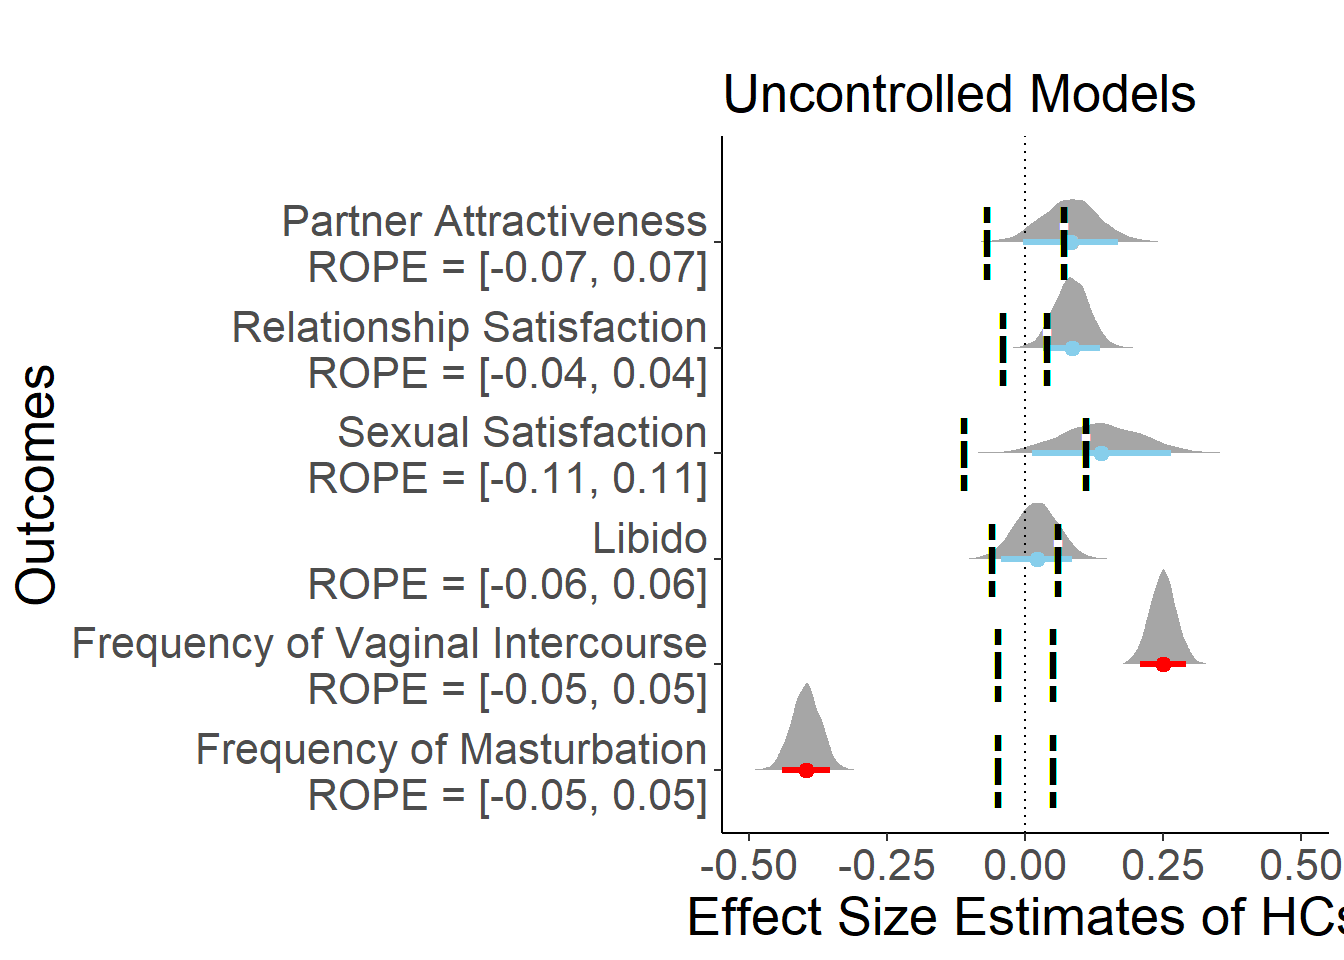 Uncontrolled Models
Outcomes
Partner Attractiveness
ROPE = [-0.07, 0.07]
Relationship Satisfaction
ROPE = [-0.04, 0.04]
Sexual Satisfaction
ROPE = [-0.11, 0.11]
Libido
ROPE = [-0.06, 0.06]
Frequency of Vaginal Intercourse
ROPE = [-0.05, 0.05]
Frequency of Masturbation
ROPE = [-0.05, 0.05]
-0.50 -0.25 0.00 0.25 0.50
Effect Size Estimates of HCs